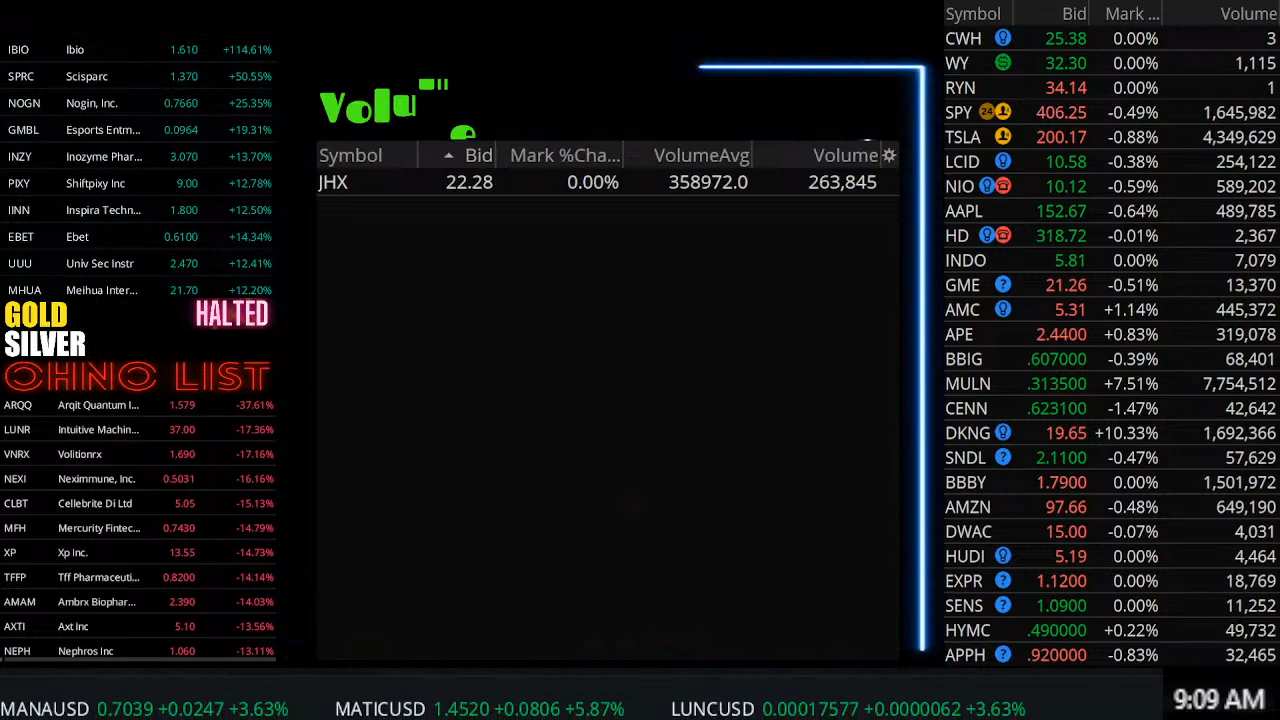 IBIO Ibio 1.610 +114.61%
SPRC Scisparc 1.370 +50.55%
NOGN Nogin, Inc. 0.7660 +25.35%
GMBL Esports Entm... 0.0964 +19.31%
INZY Inozyme Phar... 3.070 +13.70%
PIXY Shiftpixy Inc 9.00 +12.78%
IINN Inspira Techn... 1.800 +12.50%
EBET Ebet 0.6100 +14.34%
UUU Univ Sec Instr 2.470 +12.41%
MHUA Meihua Inter... 21.70 +12.20%
GOLD HALTED
SILVER
OHNO LIST
ARQQ Arqit Quantum I... 1.579 -37.61%
LUNR Intuitive Machin... 37.00 -17.36%
VNRX Volitionrx 1.690 -17.16%
NEXI Neximmune, Inc. 0.5031 -16.16%
CLBT Cellebrite Di Ltd 5.05 -15.13%
MFH Mercurity Fintec... 0.7430 -14.79%
XP Xp Inc. 13.55 -14.73%
TFFP Tff Pharmaceuti... 0.8200 -14.14%
AMAM Ambrx Biophar... 2.390 -14.03%
AXTI Axt Inc 5.10 -13.56%
NEPH Nephros Inc 1.060 -13.11%
Volu e
Symbol Bid Mark %Cha... VolumeAvg Volume
JHX 22.28 0.00% 358972.0 263,845
Symbol Bid Mark ... Volume
CWH 25.38 0.00% 3
WY 32.30 0.00% 1,115
RYN 34.14 0.00% 1
SPY 24 406.25 -0.49% 1,645,982
TSLA 200.17 -0.88% 4,349,629
LCID 10.58 -0.38% 254,122
NIO 10.12 -0.59% 589,202
AAPL 152.67 -0.64% 489,785
HD 318.72 -0.01% 2,367
INDO 5.81 0.00% 7,079
GME ? 21.26 -0.51% 13,370
AMC 5.31 +1.14% 445,372
APE 2.4400 +0.83% 319,078
BBIG .607000 -0.39% 68,401
MULN .313500 +7.51% 7,754,512
CENN .623100 -1.47% 42,642
DKNG 19.65 +10.33% 1,692,366
SNDL ? 2.1100 -0.47% 57,629
BBBY 1.7900 0.00% 1,501,972
AMZN 97.66 -0.48% 649,190
DWAC 15.00 -0.07% 4,031
HUDI 5.19 0.00% 4,464
EXPR ? 1.1200 0.00% 18,769
SENS ? 1.0900 0.00% 11,252
HYMC .490000 +0.22% 49,732
APPH ? .920000 -0.83% 32,465
MANAUSD 0.7039 +0.0247 +3.63% MATICUSD 1.4520 +0.0806 +5.87% LUNCUSD 0.00017577 +0.0000062 +3.63%
9:09 AM